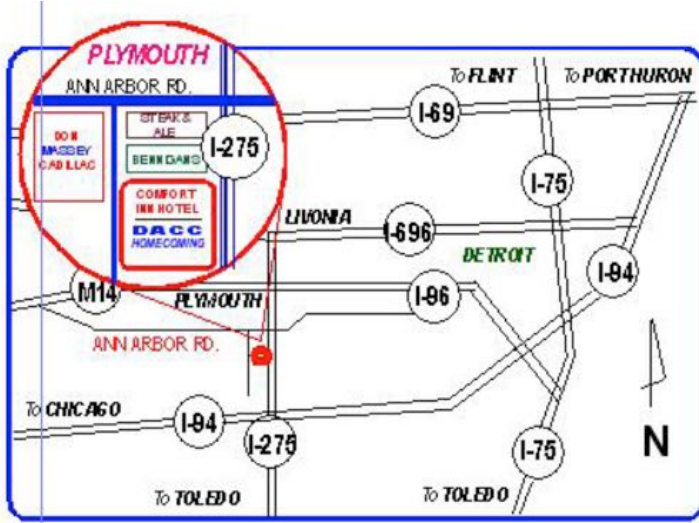 PLYMOUTH
ANN ARBOR RD.
DON
MASSEY
CADILLAC
STEAK &
ALE
BENNIGANS
I-275
COMFORT
INN HOTEL
DACC
HOMECOMING
To FLINT
To PORTHURON
I-69
I-75
LIVONIA
I-696
DETROIT
I-94
M14
PLYMOUTH
I-96
ANN ARBOR RD.
To CHICAGO
I-94
I-275
I-75
N
To TOLEDO
To TOLEDO